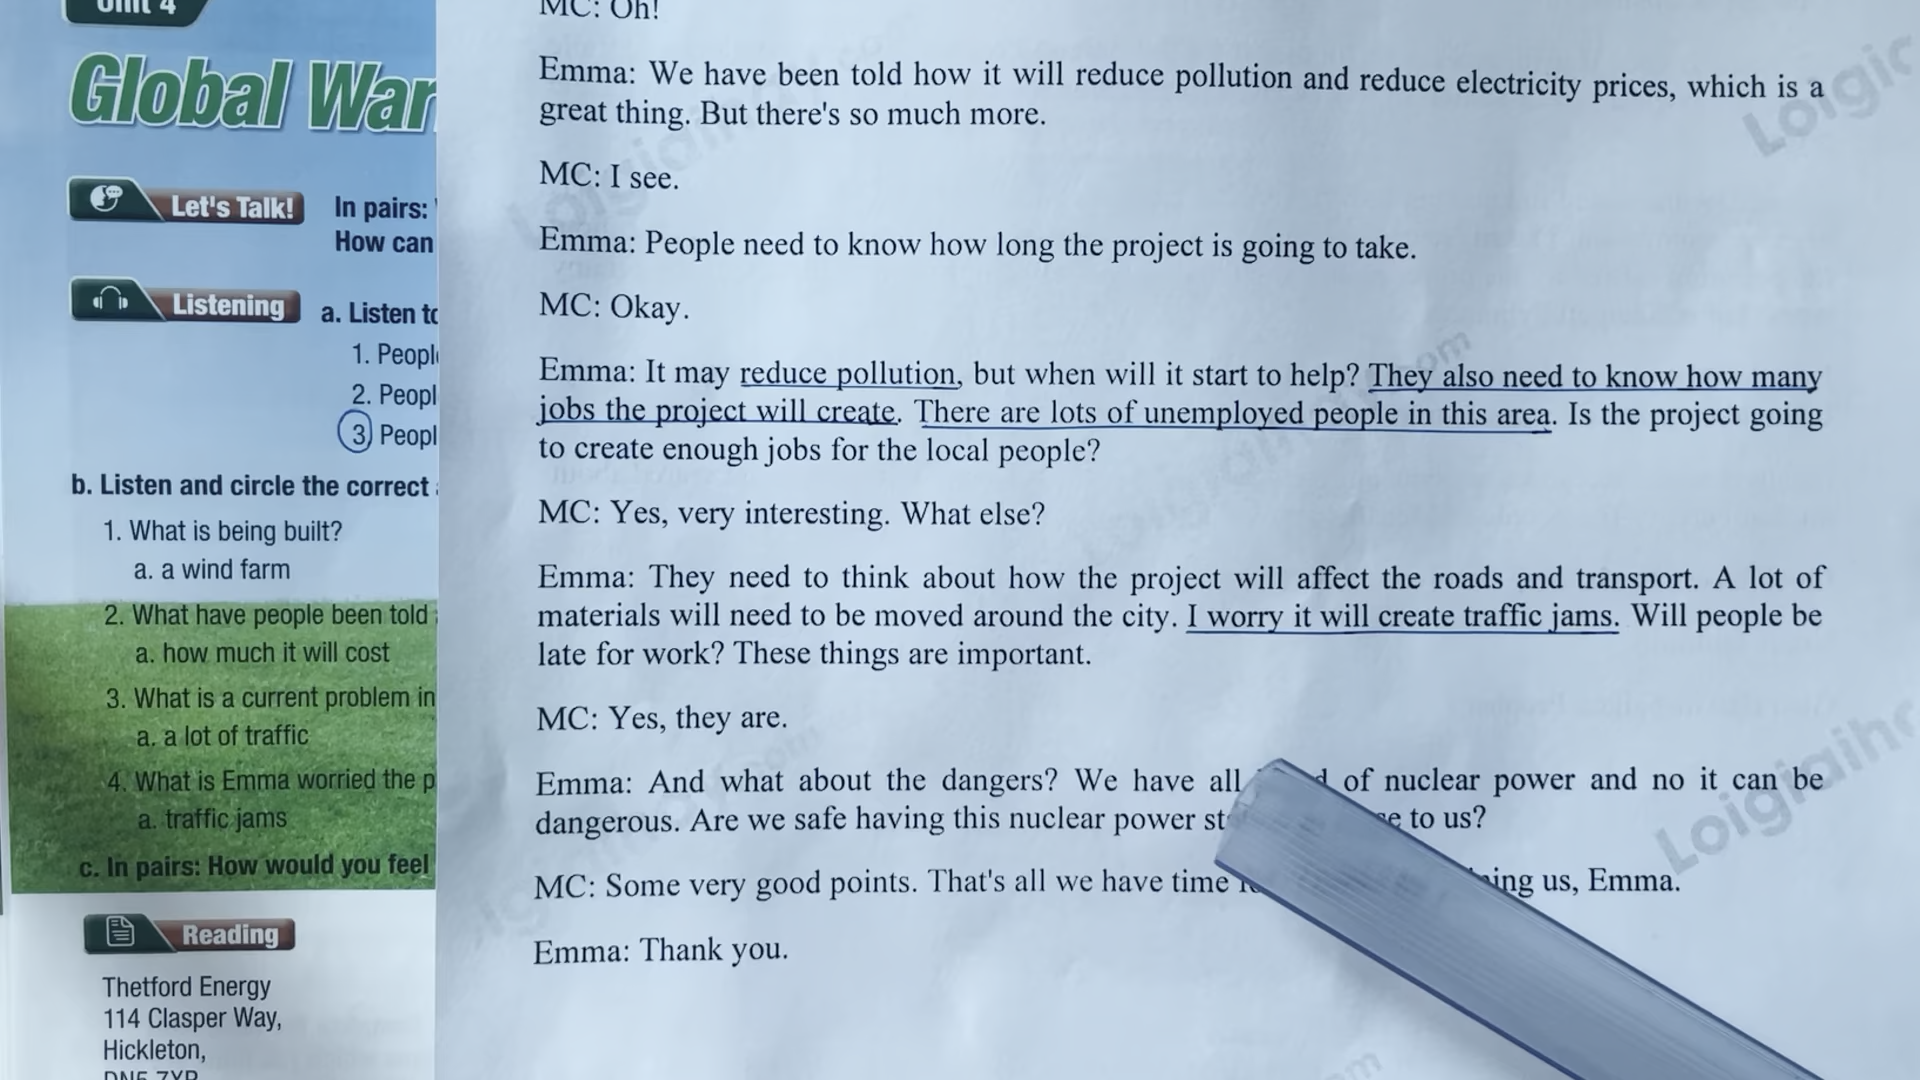 Unit 4
Global War
Let's Talk!
In pairs:
How can
Listening
a. Listen to
1. Peopl
2. Peopl
3 Peopl
b. Listen and circle the correct
1. What is being built?
a. a wind farm
2. What have people been told
a. how much it will cost
3. What is a current problem in
a. a lot of traffic
4. What is Emma worried the p
a. traffic jams
c. In pairs: How would you feel
Reading
Thetford Energy
114 Clasper Way,
Hickleton,
DN5 7YP
MC: Oh!
Emma: We have been told how it will reduce pollution and reduce electricity prices, which is a
great thing. But there's so much more.
MC: I see.
Emma: People need to know how long the project is going to take.
MC: Okay.
Emma: It may reduce pollution, but when will it start to help? They also need to know how many
jobs the project will create. There are lots of unemployed people in this area. Is the project going
to create enough jobs for the local people?
MC: Yes, very interesting. What else?
Emma: They need to think about how the project will affect the roads and transport. A lot of
materials will need to be moved around the city. I worry it will create traffic jams. Will people be
late for work? These things are important.
MC: Yes, they are.
Emma: And what about the dangers? We have all of nuclear power and no it can be
dangerous. Are we safe having this nuclear power to us?
MC: Some very good points. That's all we have time us, Emma.
Emma: Thank you.